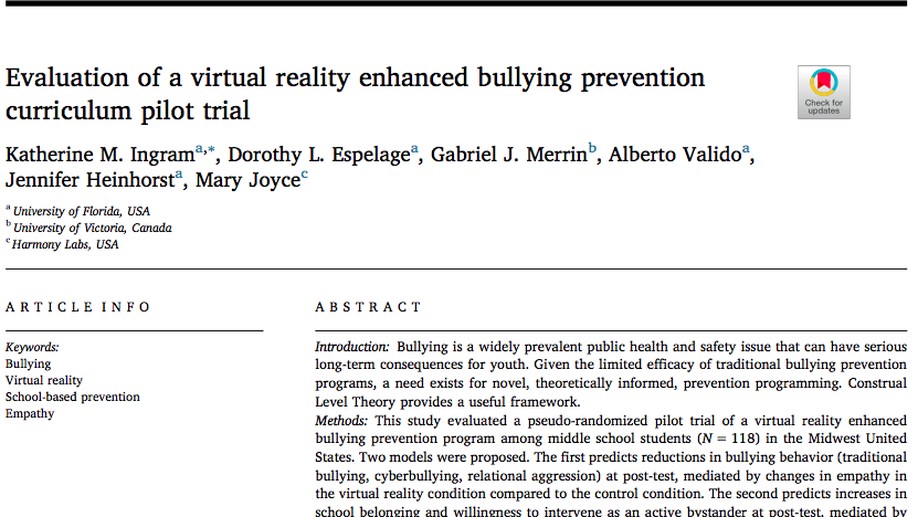 Evaluation of a virtual reality enhanced bullying prevention
curriculum pilot trial
Check for
updates
Katherine M. Ingramᵃ,*, Dorothy L. Espelageᵃ, Gabriel J. Merrinᵇ, Alberto Validoᵃ,
Jennifer Heinhorstᵃ, Mary Joyceᶜ
ᵃ University of Florida, USA
ᵇ University of Victoria, Canada
ᶜ Harmony Labs, USA
ARTICLE INFO
Keywords:
Bullying
Virtual reality
School-based prevention
Empathy
ABSTRACT
Introduction: Bullying is a widely prevalent public health and safety issue that can have serious
long-term consequences for youth. Given the limited efficacy of traditional bullying prevention
programs, a need exists for novel, theoretically informed, prevention programming. Construal
Level Theory provides a useful framework.
Methods: This study evaluated a pseudo-randomized pilot trial of a virtual reality enhanced
bullying prevention program among middle school students (N = 118) in the Midwest United
States. Two models were proposed. The first predicts reductions in bullying behavior (traditional
bullying, cyberbullying, relational aggression) at post-test, mediated by changes in empathy in
the virtual reality condition compared to the control condition. The second predicts increases in
school belonging and willingness to intervene as an active bystander at post-test, mediated by